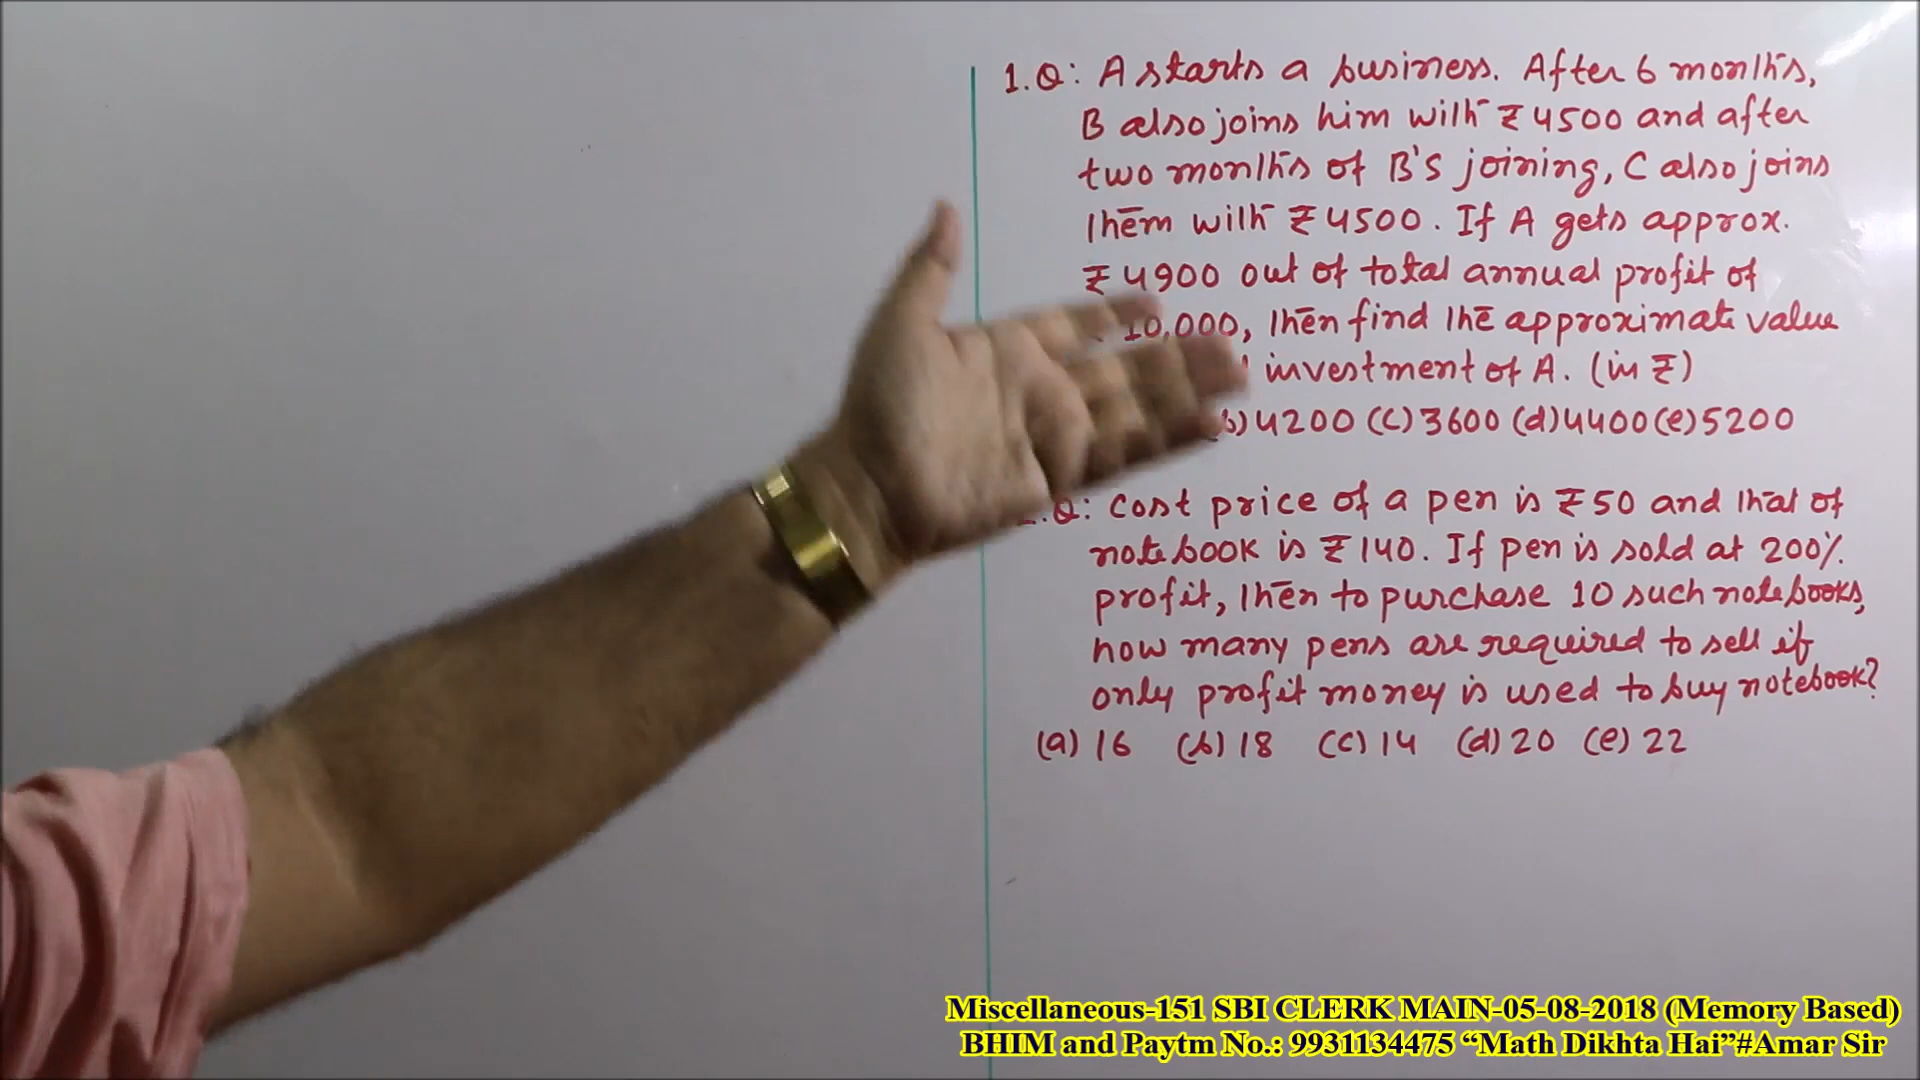 1.Q: A starts a business. After 6 months,
B also joins him with ₹4500 and after
two months of B's joining, C also joins
them with ₹4500. If A gets approx.
₹4900 out of total annual profit of
10,000, then find the approximate value
investment of A. (in ₹)
4200 (c) 3600 (d) 4400 (e) 5200
Q: Cost price of a pen is ₹50 and that of
notebook is ₹140. If pen is sold at 200%
profit, then to purchase 10 such notebooks,
how many pens are required to sell if
only profit money is used to buy notebook?
(a) 16 (b) 18 (c) 14 (d) 20 (e) 22
Miscellaneous-151 SBI CLERK MAIN-05-08-2018 (Memory Based)
BHIM and Paytm No.: 9931134475 “Math Dikhta Hai”#Amar Sir